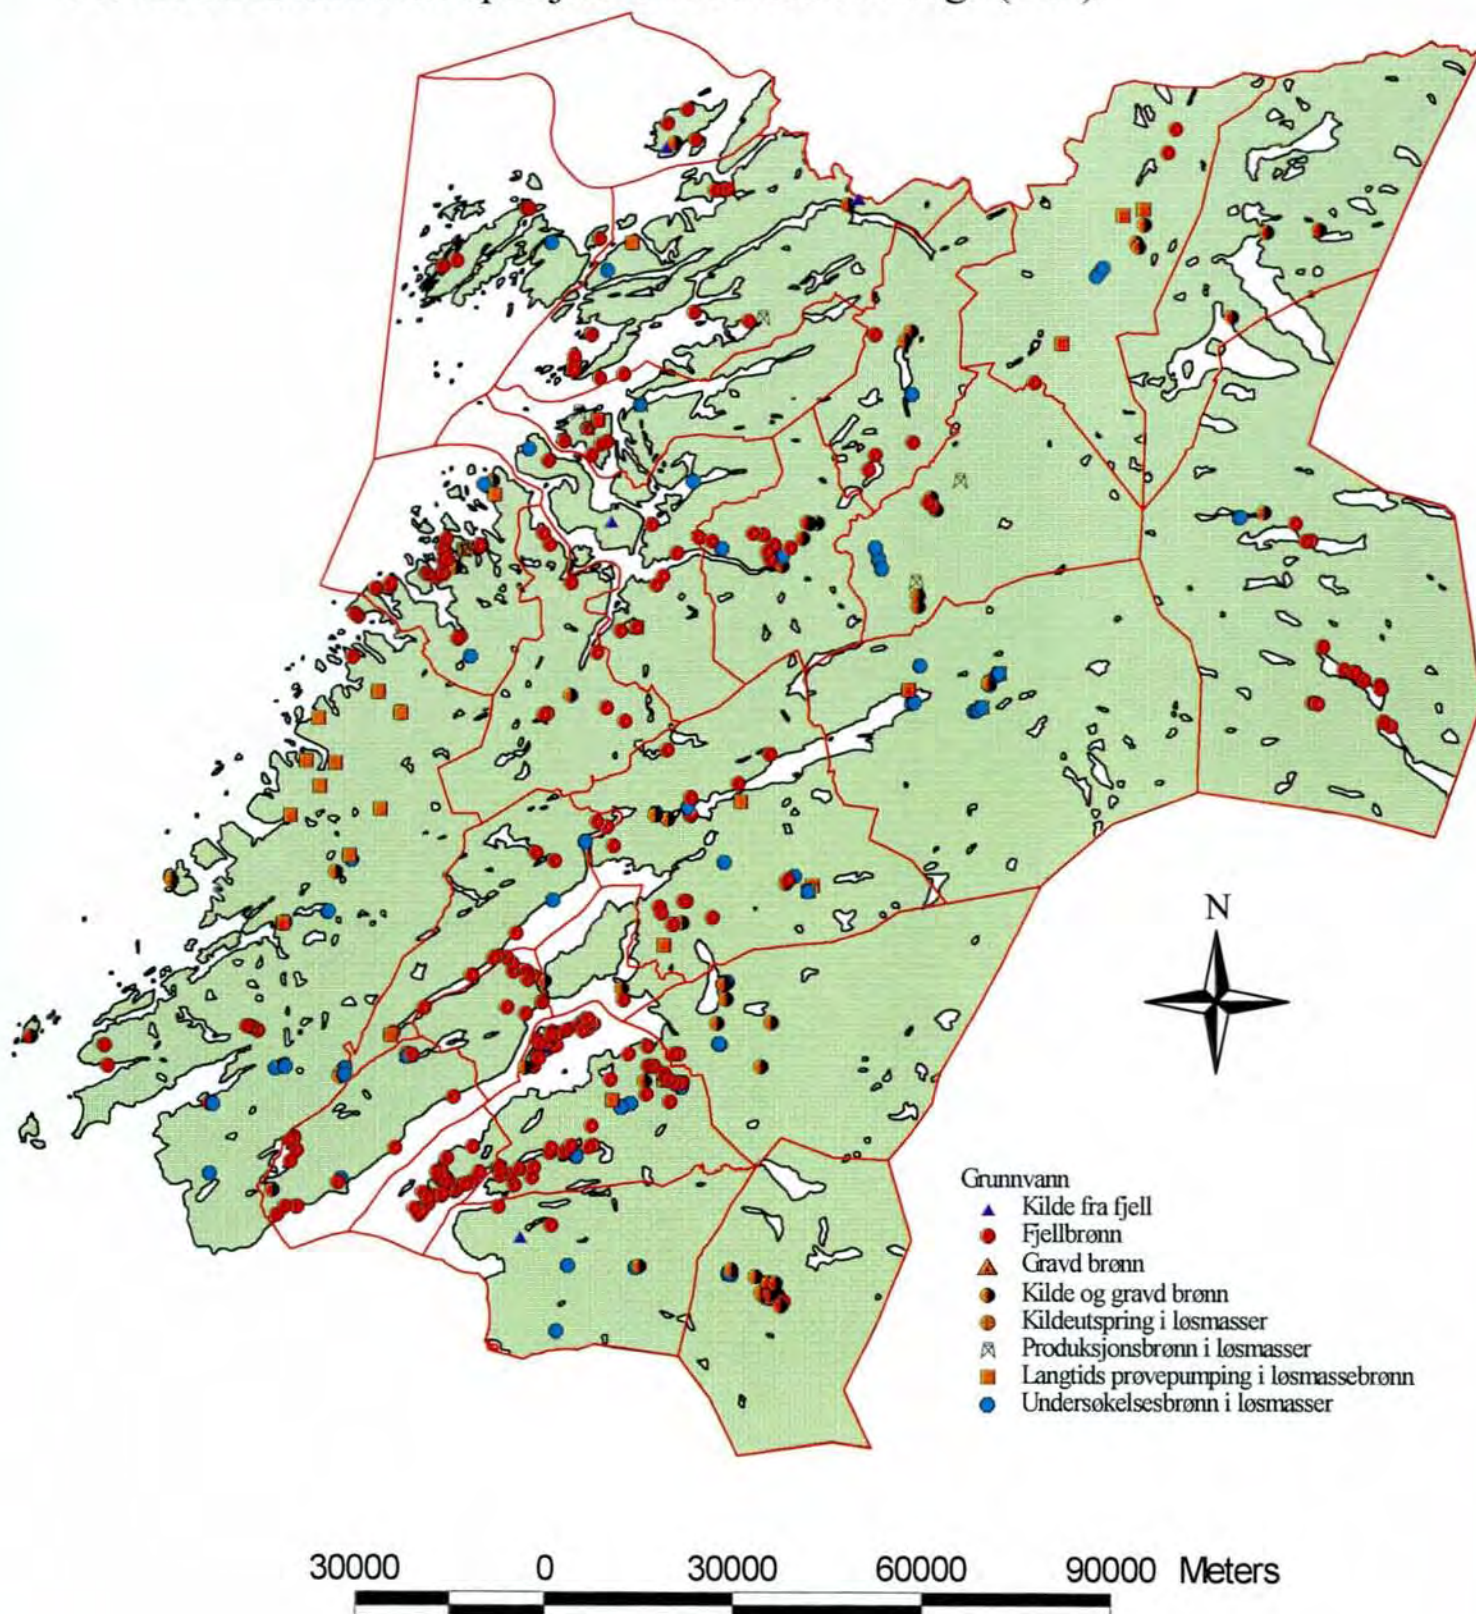 N
Grunnvann
Kilde fra fjell
Fjellbrønn
Gravd brønn
Kilde og gravd brønn
Kildeutspring i løsmasser
Produksjonsbrønn i løsmasser
Langtids prøvepumping i løsmassebrønn
Undersøkelsesbrønn i løsmasser
30000 0 30000 60000 90000 Meters